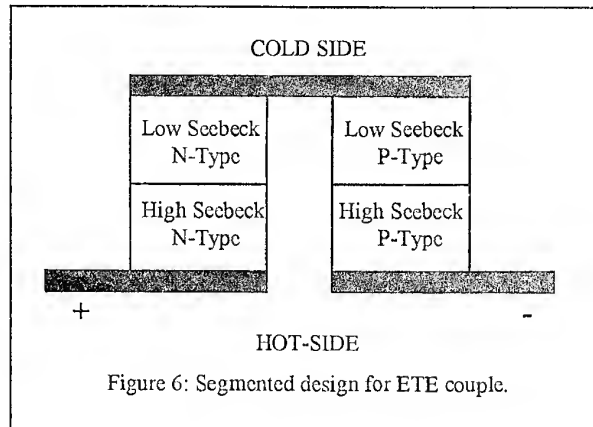 COLD SIDE
Low Seebeck
N-Type
Low Seebeck
P-Type
High Seebeck
N-Type
High Seebeck
P-Type
+
-
HOT-SIDE
Figure 6: Segmented design for ETE couple.